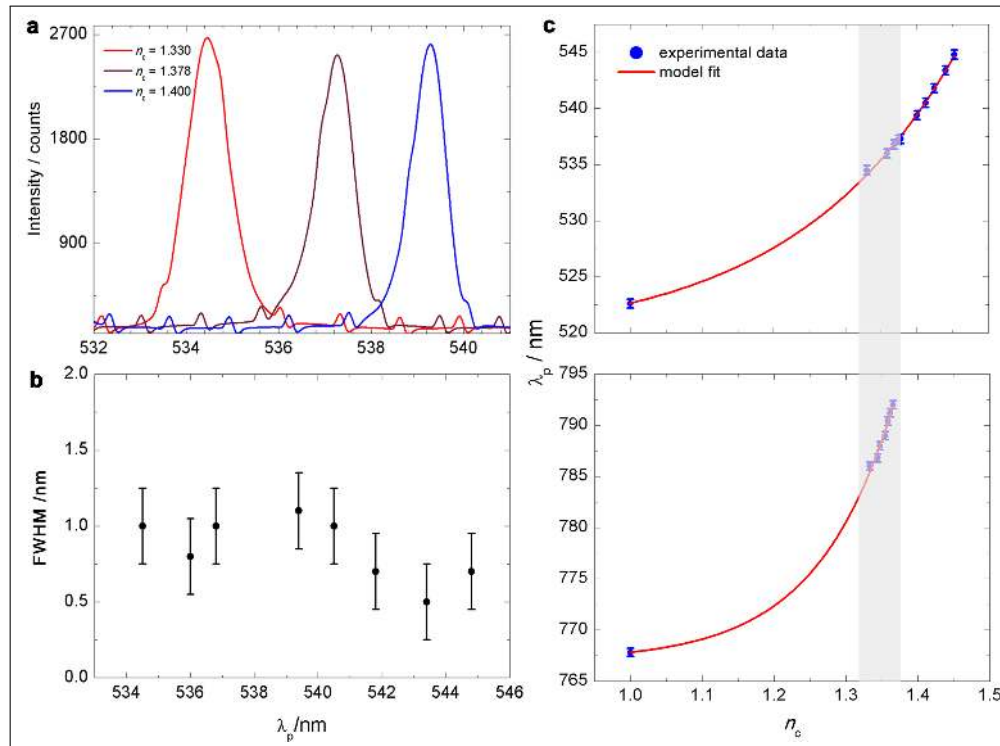 a
2700
1800
900
Intensity / counts
n_c = 1.330
n_c = 1.378
n_c = 1.400
532 534 536 538 540
b
2.0
1.5
1.0
0.5
0.0
FWHM /nm
534 536 538 540 542 544 546
λ_p/nm
c
experimental data
model fit
545
540
535
530
525
520
λ_p / nm
795
790
785
780
775
770
765
1.0 1.1 1.2 1.3 1.4 1.5
n_c